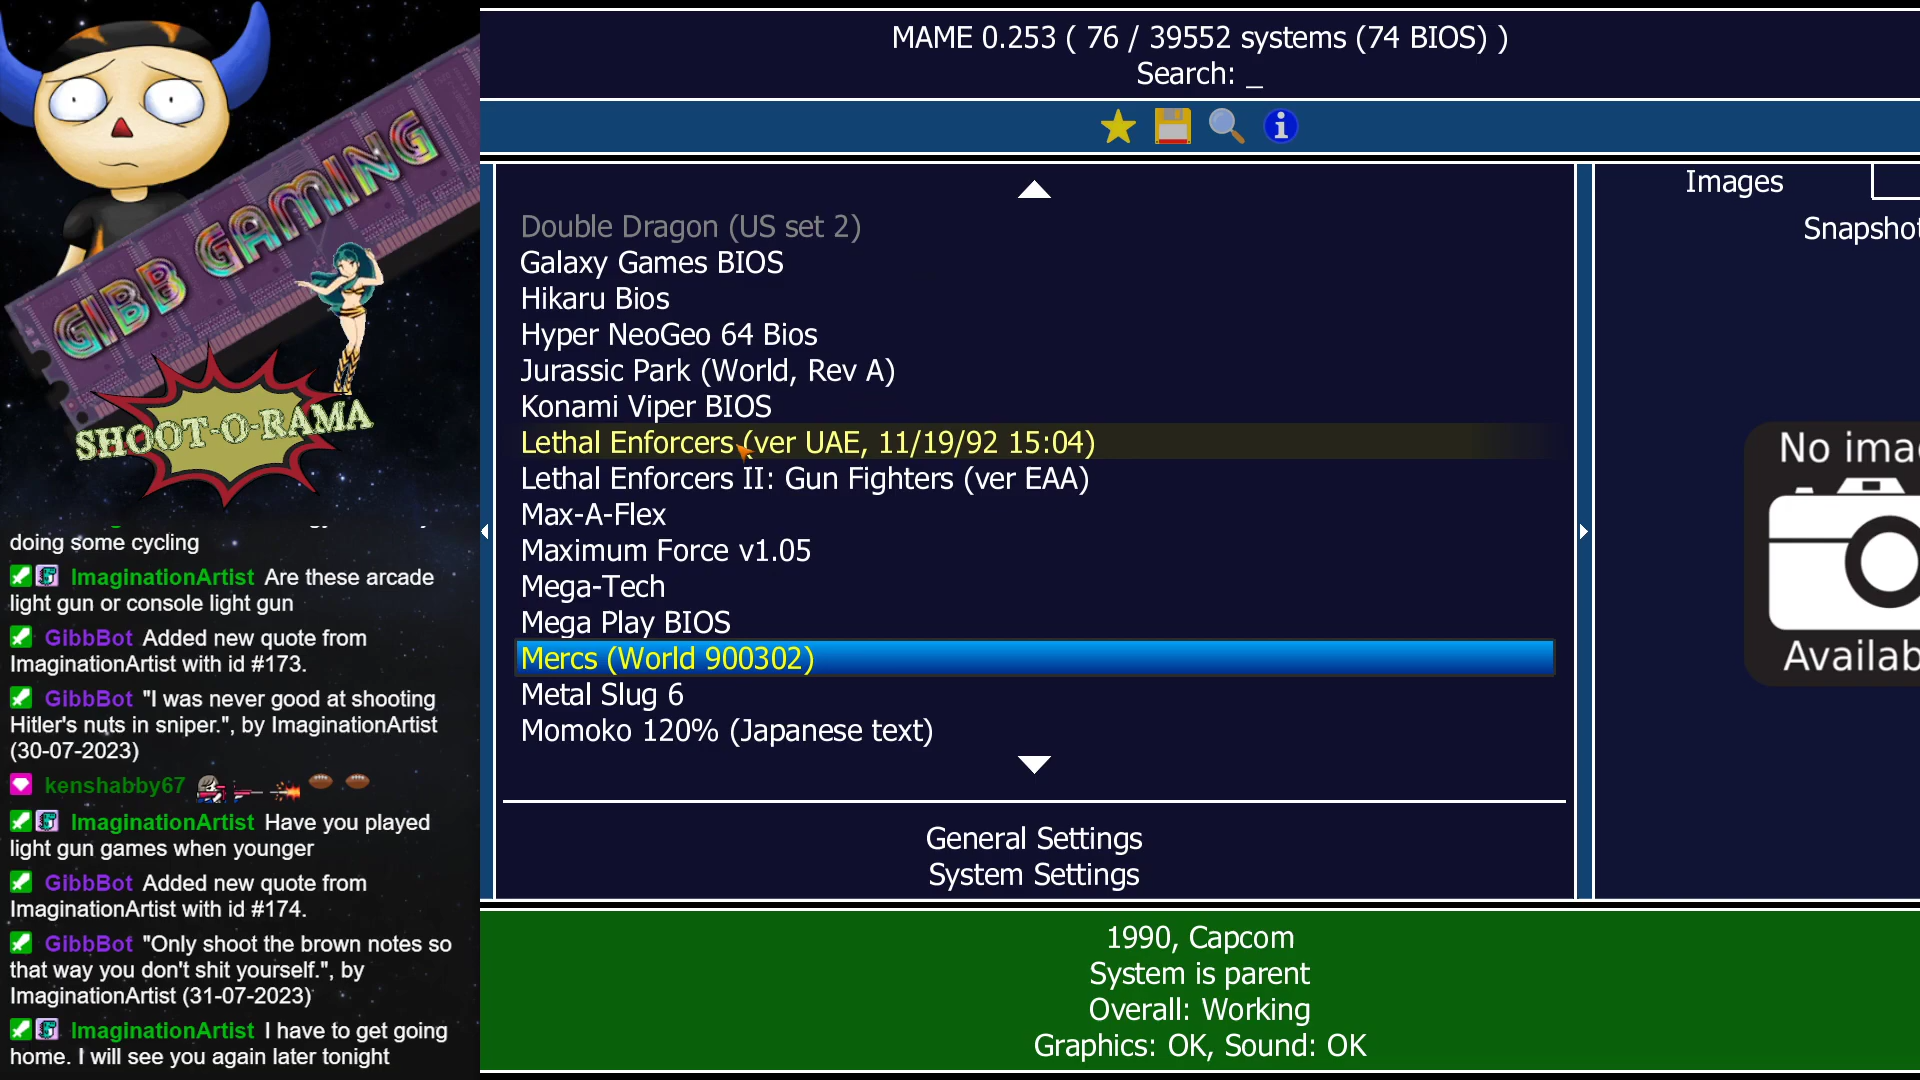 GIBB GAMING
SHOOT-O-RAMA
doing some cycling
ImaginationArtist Are these arcade
light gun or console light gun
GibbBot Added new quote from
ImaginationArtist with id #173.
GibbBot "I was never good at shooting
Hitler's nuts in sniper.", by ImaginationArtist
(30-07-2023)
kenshabby67
ImaginationArtist Have you played
light gun games when younger
GibbBot Added new quote from
ImaginationArtist with id #174.
GibbBot "Only shoot the brown notes so
that way you don't shit yourself.", by
ImaginationArtist (31-07-2023)
ImaginationArtist I have to get going
home. I will see you again later tonight
MAME 0.253 ( 76 / 39552 systems (74 BIOS) )
Search: _
Double Dragon (US set 2)
Galaxy Games BIOS
Hikaru Bios
Hyper NeoGeo 64 Bios
Jurassic Park (World, Rev A)
Konami Viper BIOS
Lethal Enforcers (ver UAE, 11/19/92 15:04)
Lethal Enforcers II: Gun Fighters (ver EAA)
Max-A-Flex
Maximum Force v1.05
Mega-Tech
Mega Play BIOS
Mercs (World 900302)
Metal Slug 6
Momoko 120% (Japanese text)
General Settings
System Settings
Images
Snapshot
No imag
Availab
1990, Capcom
System is parent
Overall: Working
Graphics: OK, Sound: OK